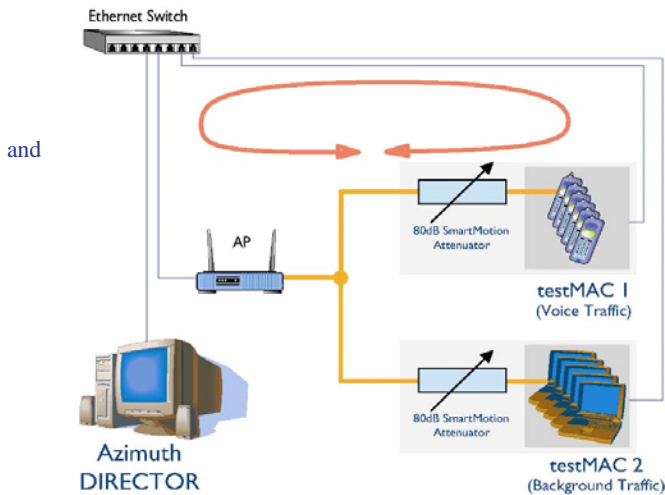 Ethernet Switch
and
AP
80dB SmartMotion
Attenuator
testMAC 1
(Voice Traffic)
80dB SmartMotion
Attenuator
Azimuth
DIRECTOR
testMAC 2
(Background Traffic)